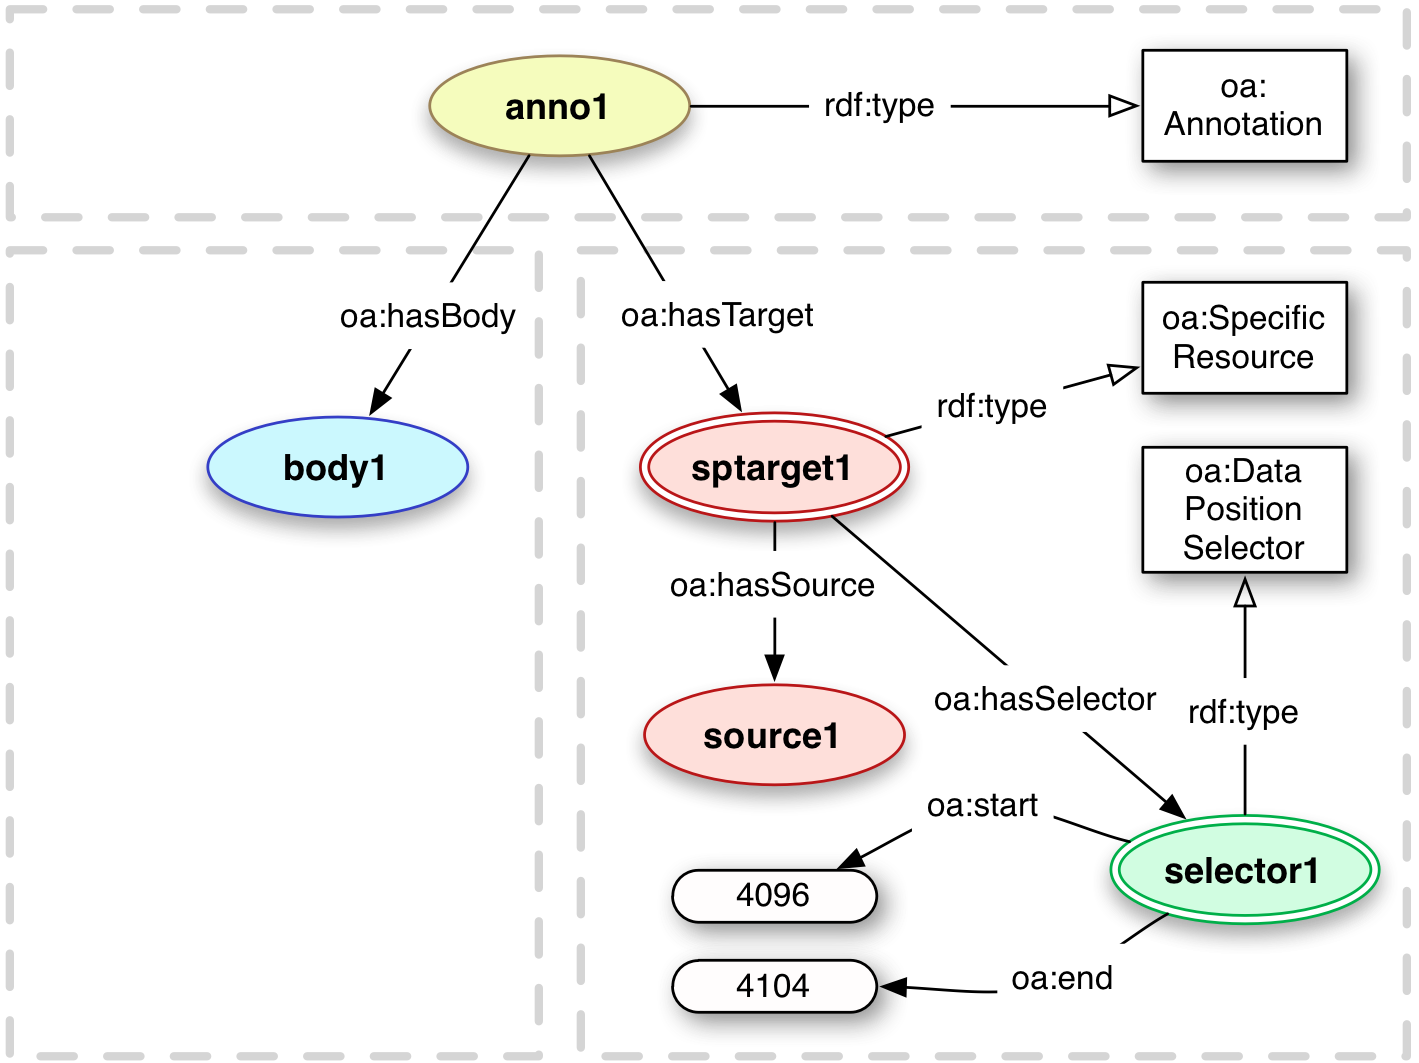 anno1
rdf:type
oa:
Annotation
oa:hasBody
oa:hasTarget
oa:Specific
Resource
rdf:type
body1
sptarget1
oa:Data
Position
Selector
oa:hasSource
oa:hasSelector
rdf:type
source1
oa:start
selector1
4096
oa:end
4104